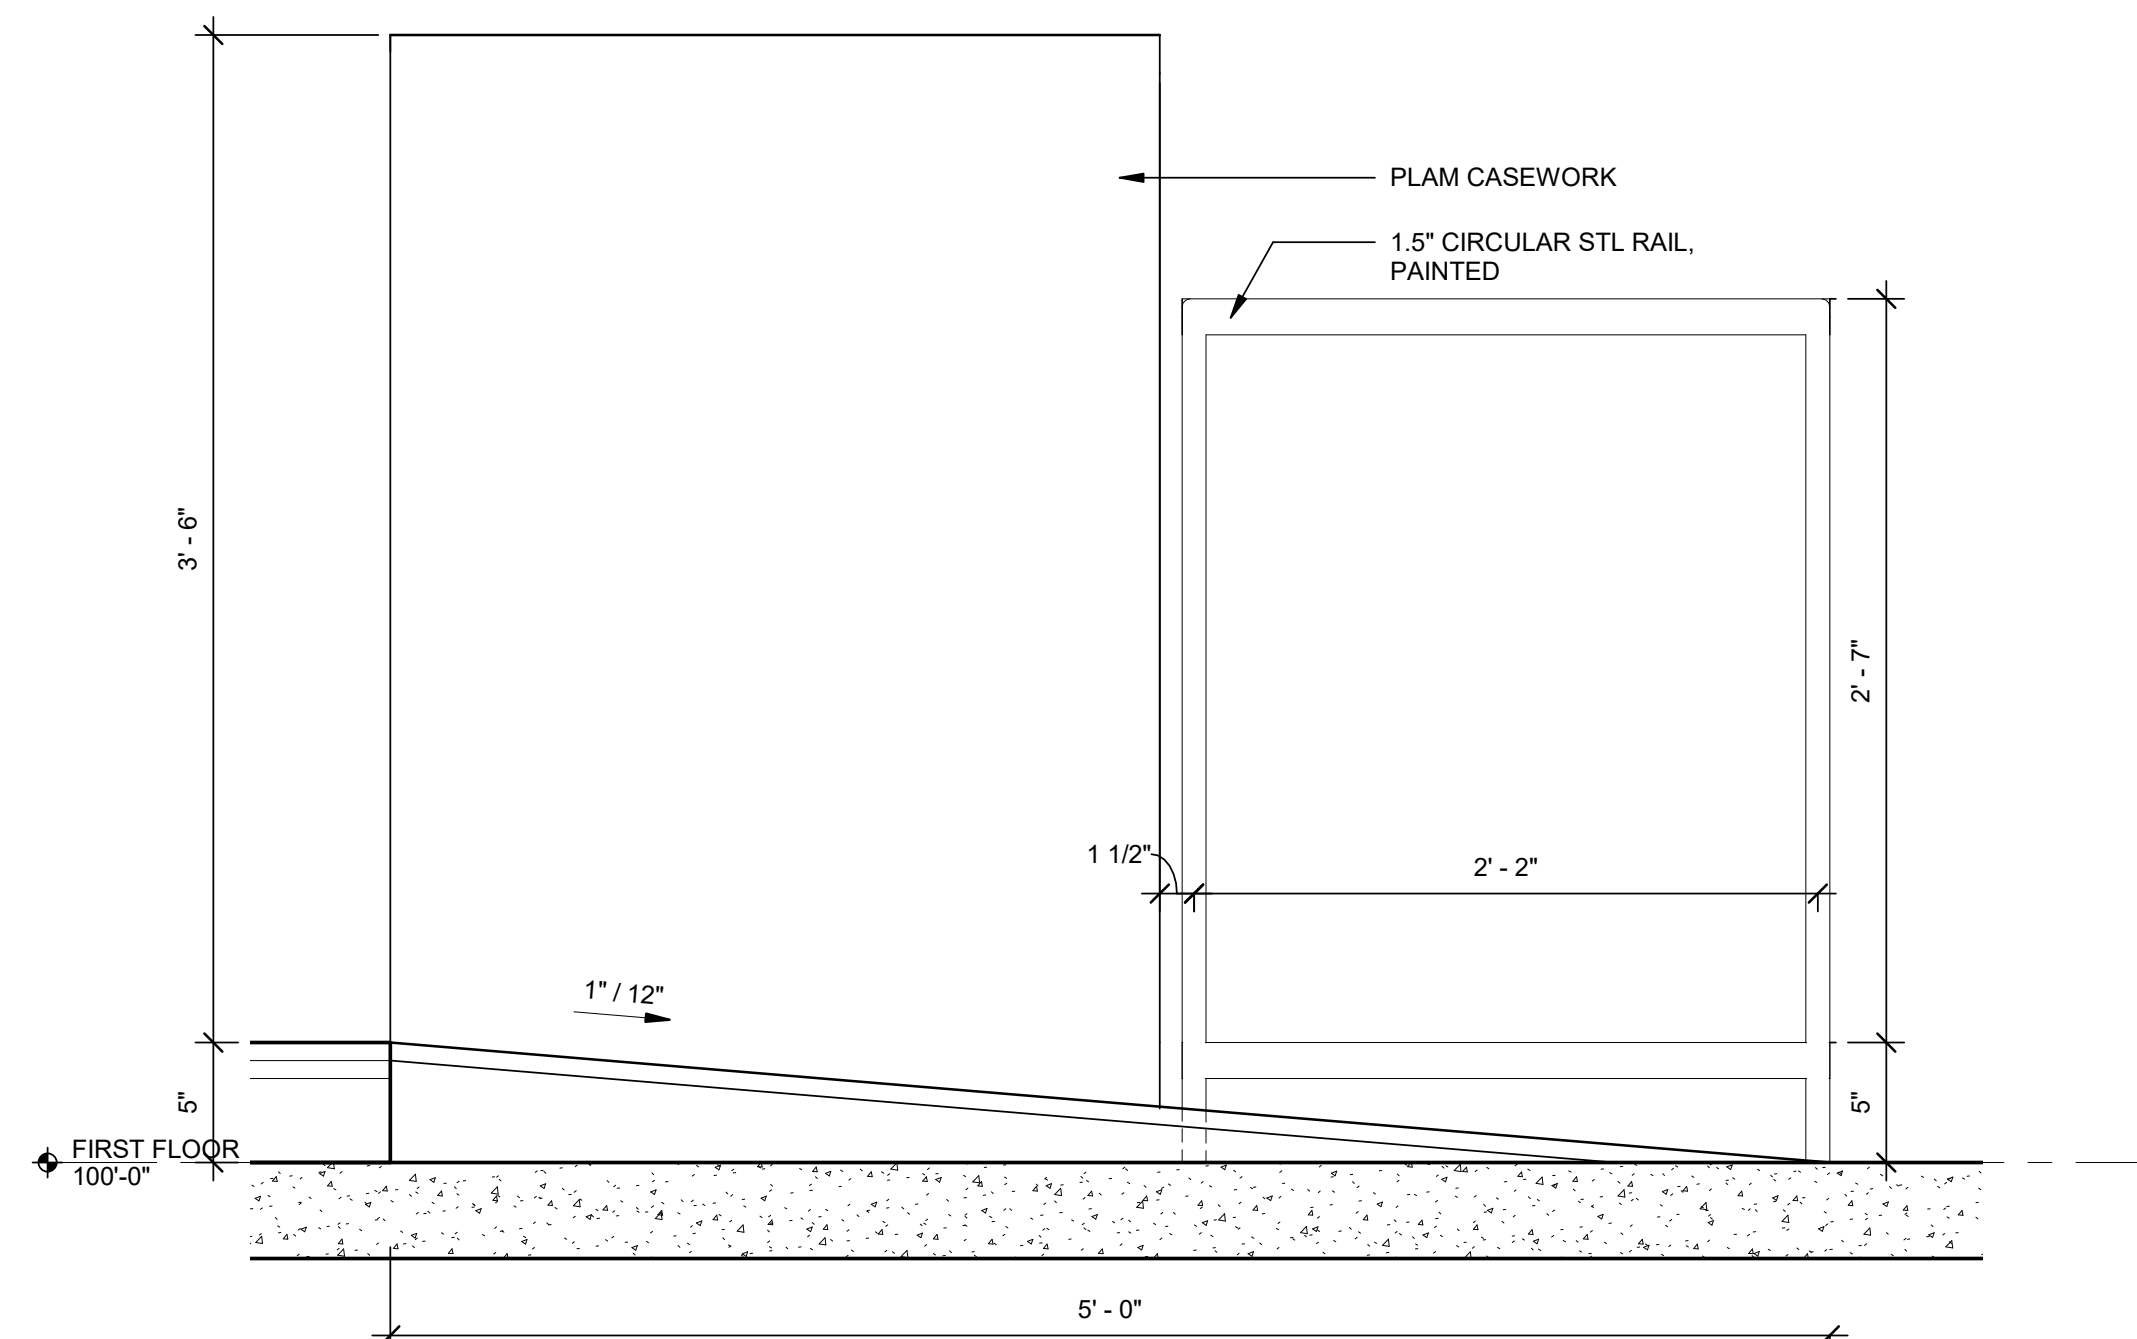 PLAM CASEWORK
1.5" CIRCULAR STL RAIL,
PAINTED
3' - 6"
2' - 7"
1 1/2"
2' - 2"
1" / 12"
5"
5"
FIRST FLOOR
100'-0"
5' - 0"